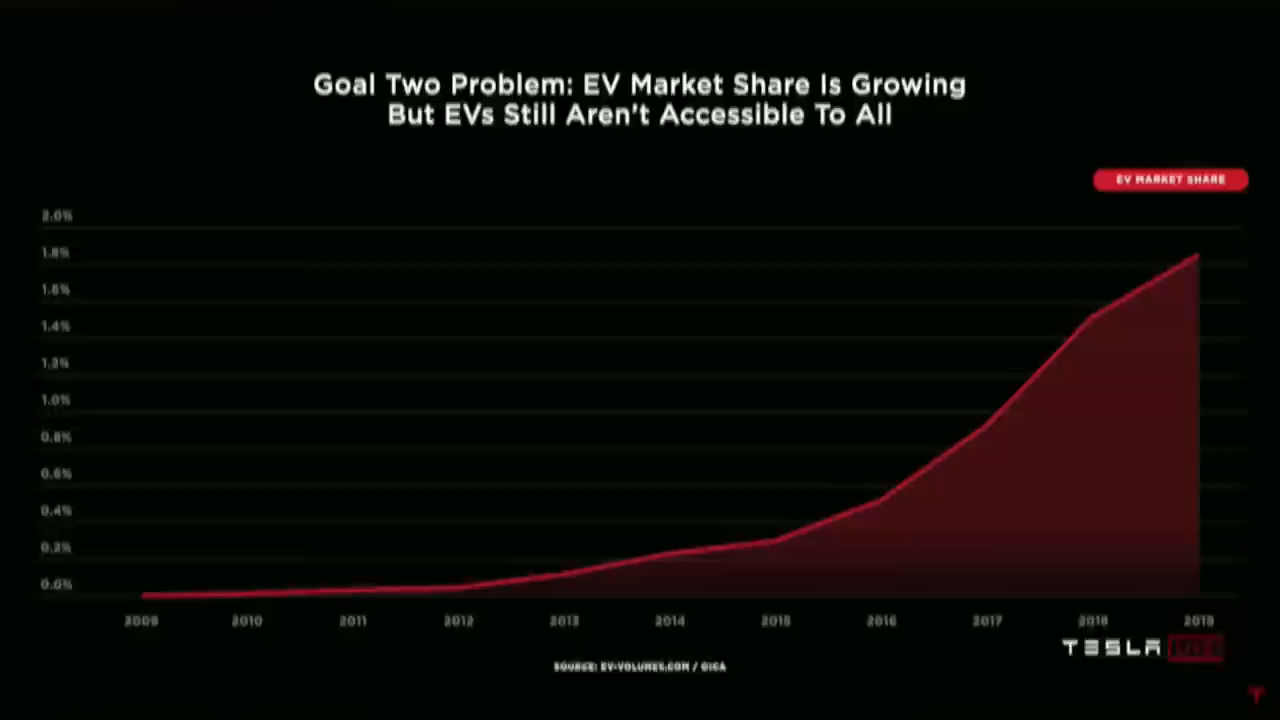 Goal Two Problem: EV Market Share Is Growing
But EVs Still Aren't Accessible To All
EV MARKET SHARE
2.0%
1.8%
1.6%
1.4%
1.2%
1.0%
0.8%
0.6%
0.4%
0.2%
0.0%
2009 2010 2011 2012 2013 2014 2015 2016 2017 2018 2019
TESLA LIVE
SOURCE: EV-VOLUMES.COM / OICA